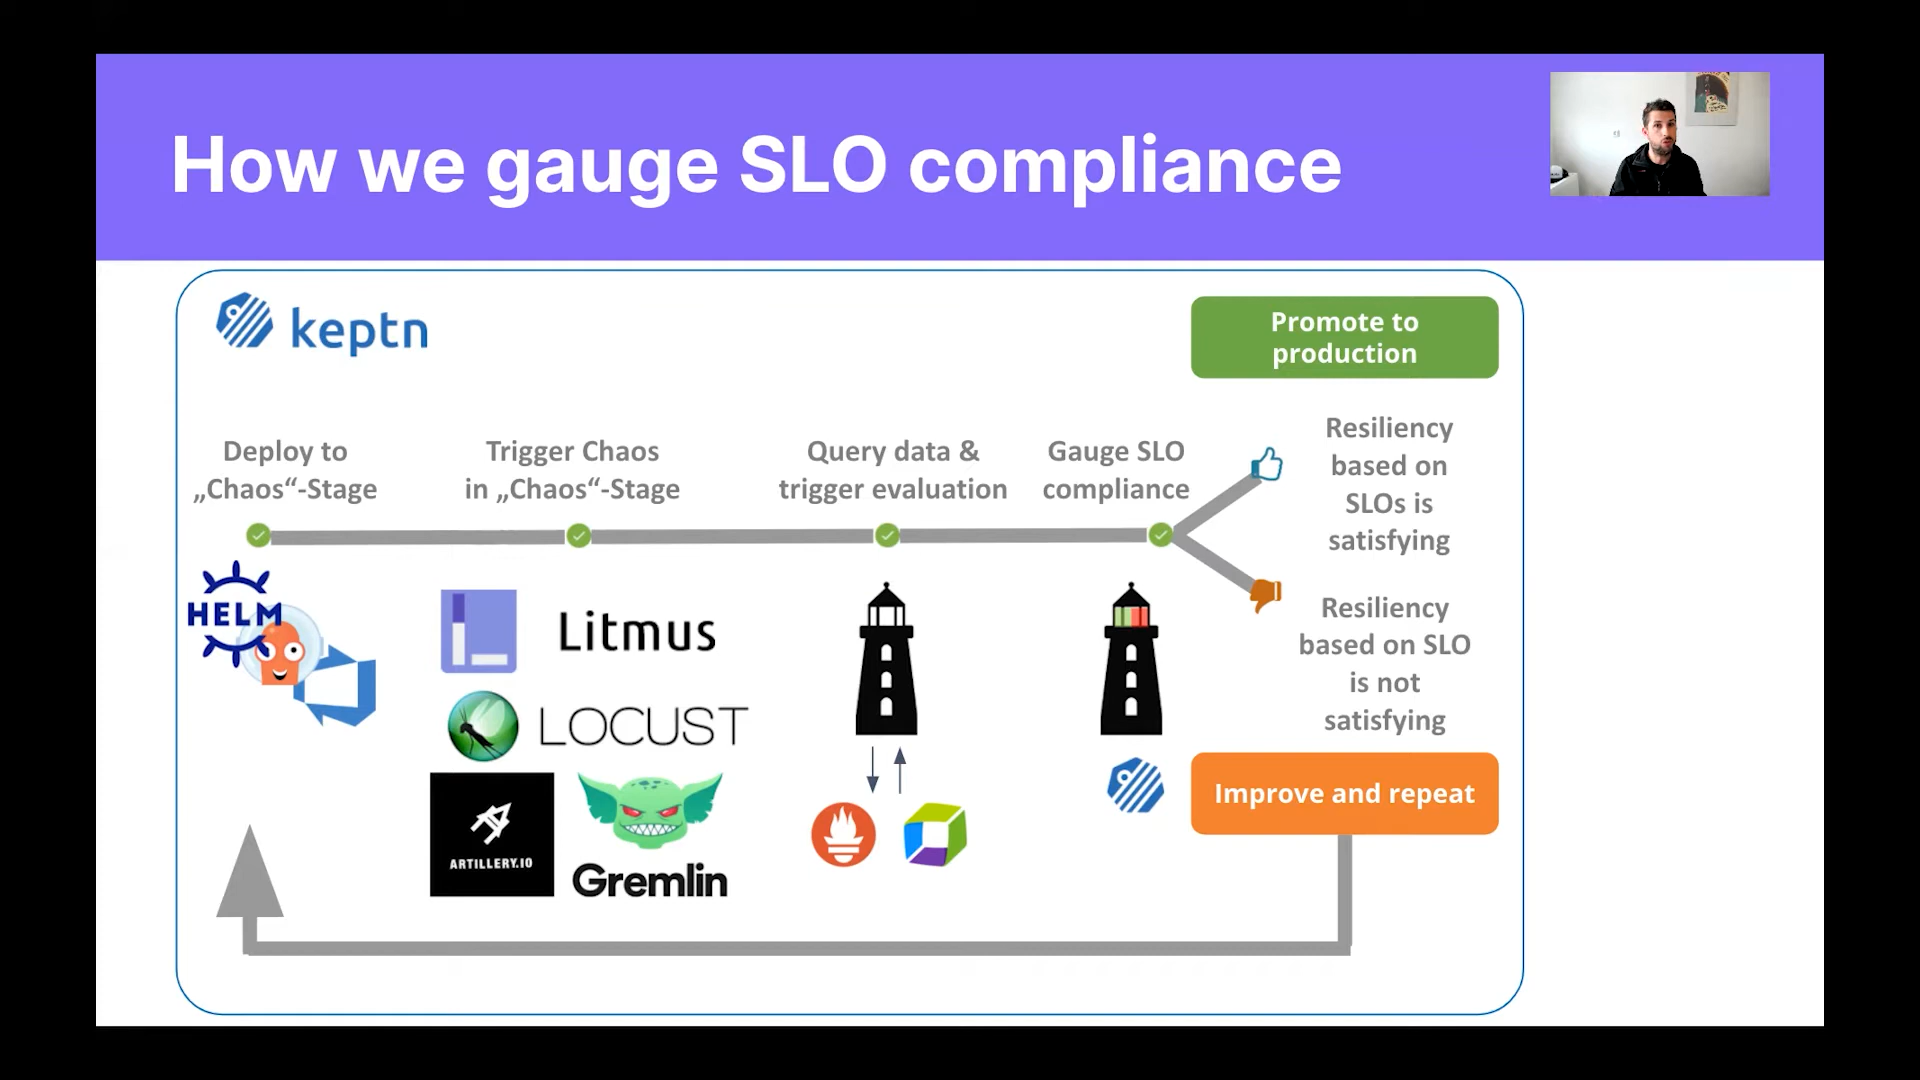 How we gauge SLO compliance
keptn
Promote to
production
Deploy to
„Chaos“-Stage
Trigger Chaos
in „Chaos“-Stage
Query data &
trigger evaluation
Gauge SLO
compliance
Resiliency
based on
SLOs is
satisfying
Resiliency
based on SLO
is not
satisfying
HELM
Litmus
LOCUST
ARTILLERY.IO
Gremlin
Improve and repeat